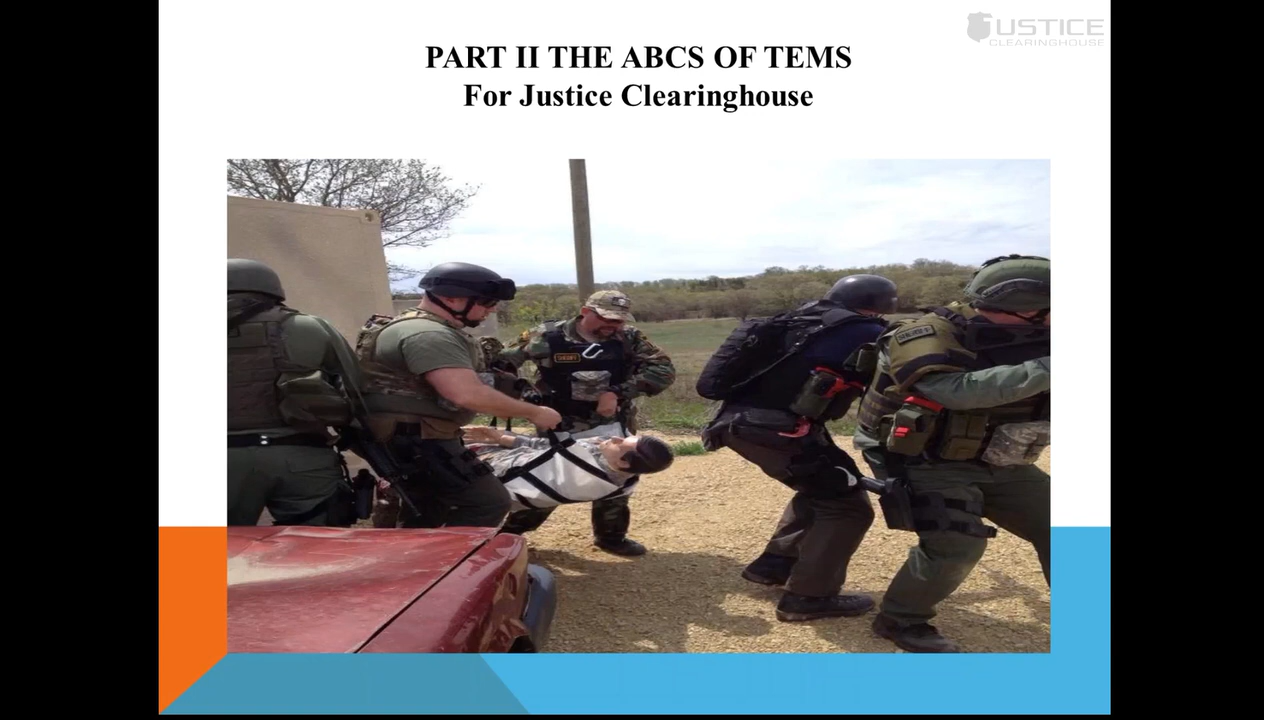 JUSTICE
CLEARINGHOUSE
PART II THE ABCS OF TEMS
For Justice Clearinghouse
SHERIFF